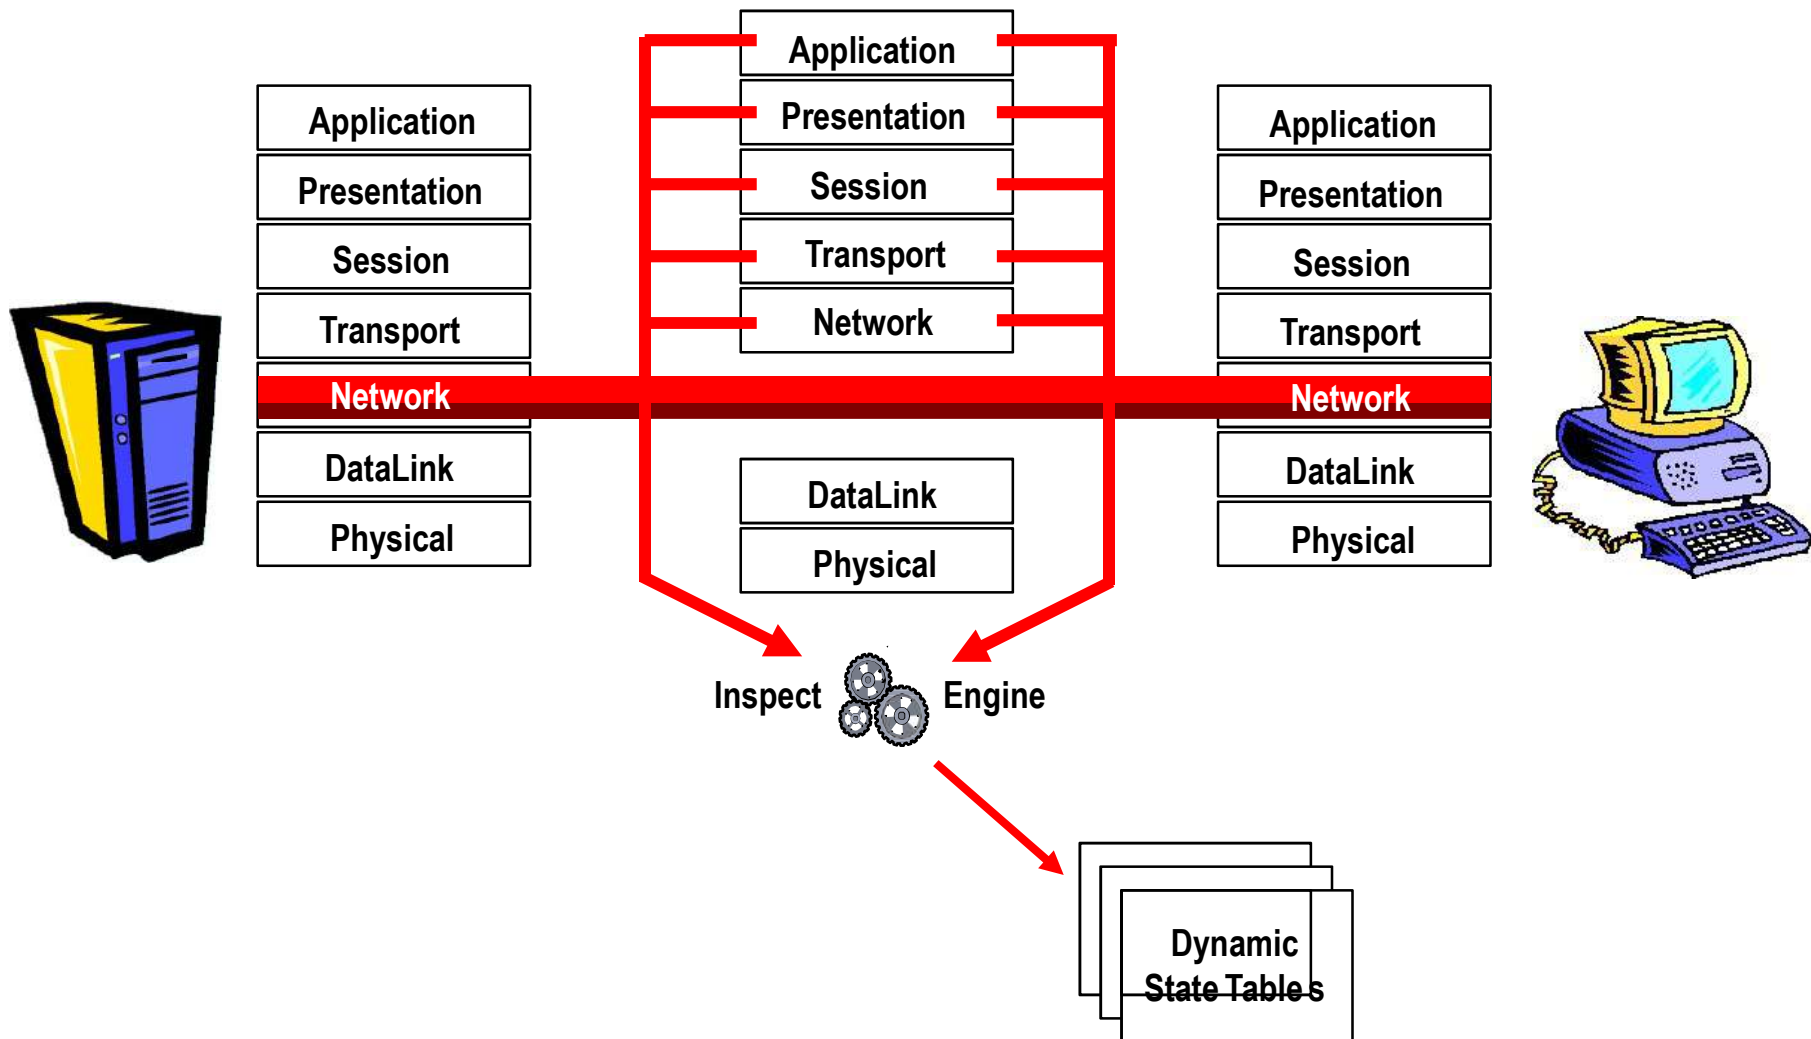 Application
Presentation
Session
Transport
Network
DataLink
Physical
Application
Presentation
Session
Transport
Network
DataLink
Physical
Application
Presentation
Session
Transport
Network
DataLink
Physical
Inspect Engine
Dynamic
State Tables